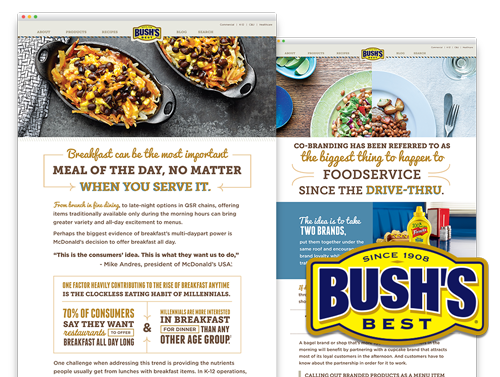 ABOUT PRODUCTS RECIPES BUSH'S BEST BLOG SEARCH
Breakfast can be the most important
MEAL OF THE DAY, NO MATTER
WHEN YOU SERVE IT.
From brunch to fine dining, to late-night options in QSR chains, offering
items traditionally available only during the morning hours can bring
greater variety and all-day excitement to menus.
Perhaps the biggest evidence of breakfast's multi-daypart power is
McDonald's decision to offer breakfast all day.
"This is the consumers' idea. This is what they want us to do,"
- Mike Andres, president of McDonald's USA.
ONE FACTOR HEAVILY CONTRIBUTING TO THE RISE OF BREAKFAST ANYTIME
IS THE CLOCKLESS EATING HABIT OF MILLENNIALS.
70% OF CONSUMERS
SAY THEY WANT
restaurants TO OFFER
BREAKFAST ALL DAY LONG
&
MILLENNIALS ARE MORE INTERESTED
IN BREAKFAST
FOR DINNER THAN ANY
OTHER AGE GROUP
One challenge when addressing this trend is providing the nutrients
people usually get from lunches with breakfast items. In K-12 operations,
ABOUT PRODUCTS RECIPES BUSH'S BEST BLOG SEARCH
CO-BRANDING HAS BEEN REFERRED TO AS
the biggest thing to happen to
FOODSERVICE
SINCE THE DRIVE-THRU.
The idea is to take
TWO BRANDS,
put them together under the
same roof and encourage
brand loyalty
SINCE 1908
BUSH'S
BEST
A bagel brand or shop that's more
morning will benefit by partnering with a cupcake brand that attracts
most of its loyal customers in the afternoon. And customers have to
know about the partnership in order for it to work.
CALLING OUT BRANDED PRODUCTS AS A MENU ITEM